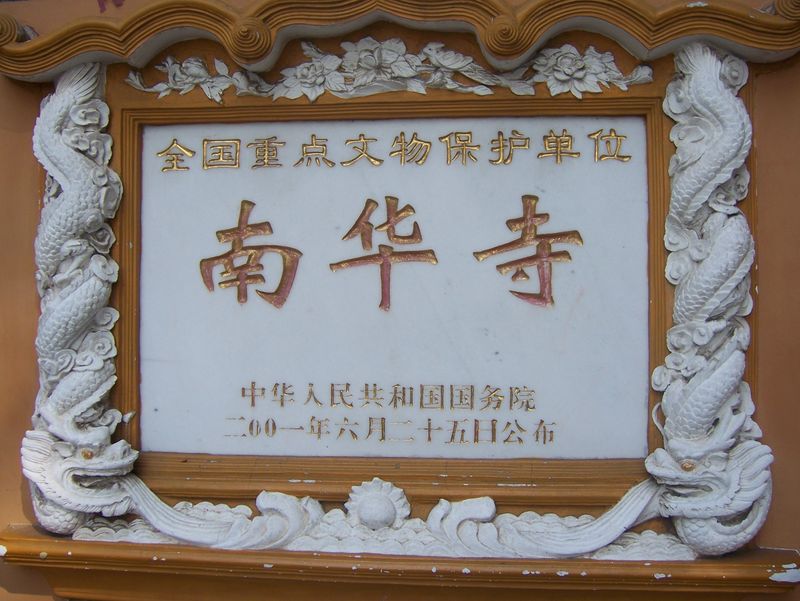 全国重点文物保护单位
南华寺
中华人民共和国国务院
二00一年六月二十五日公布